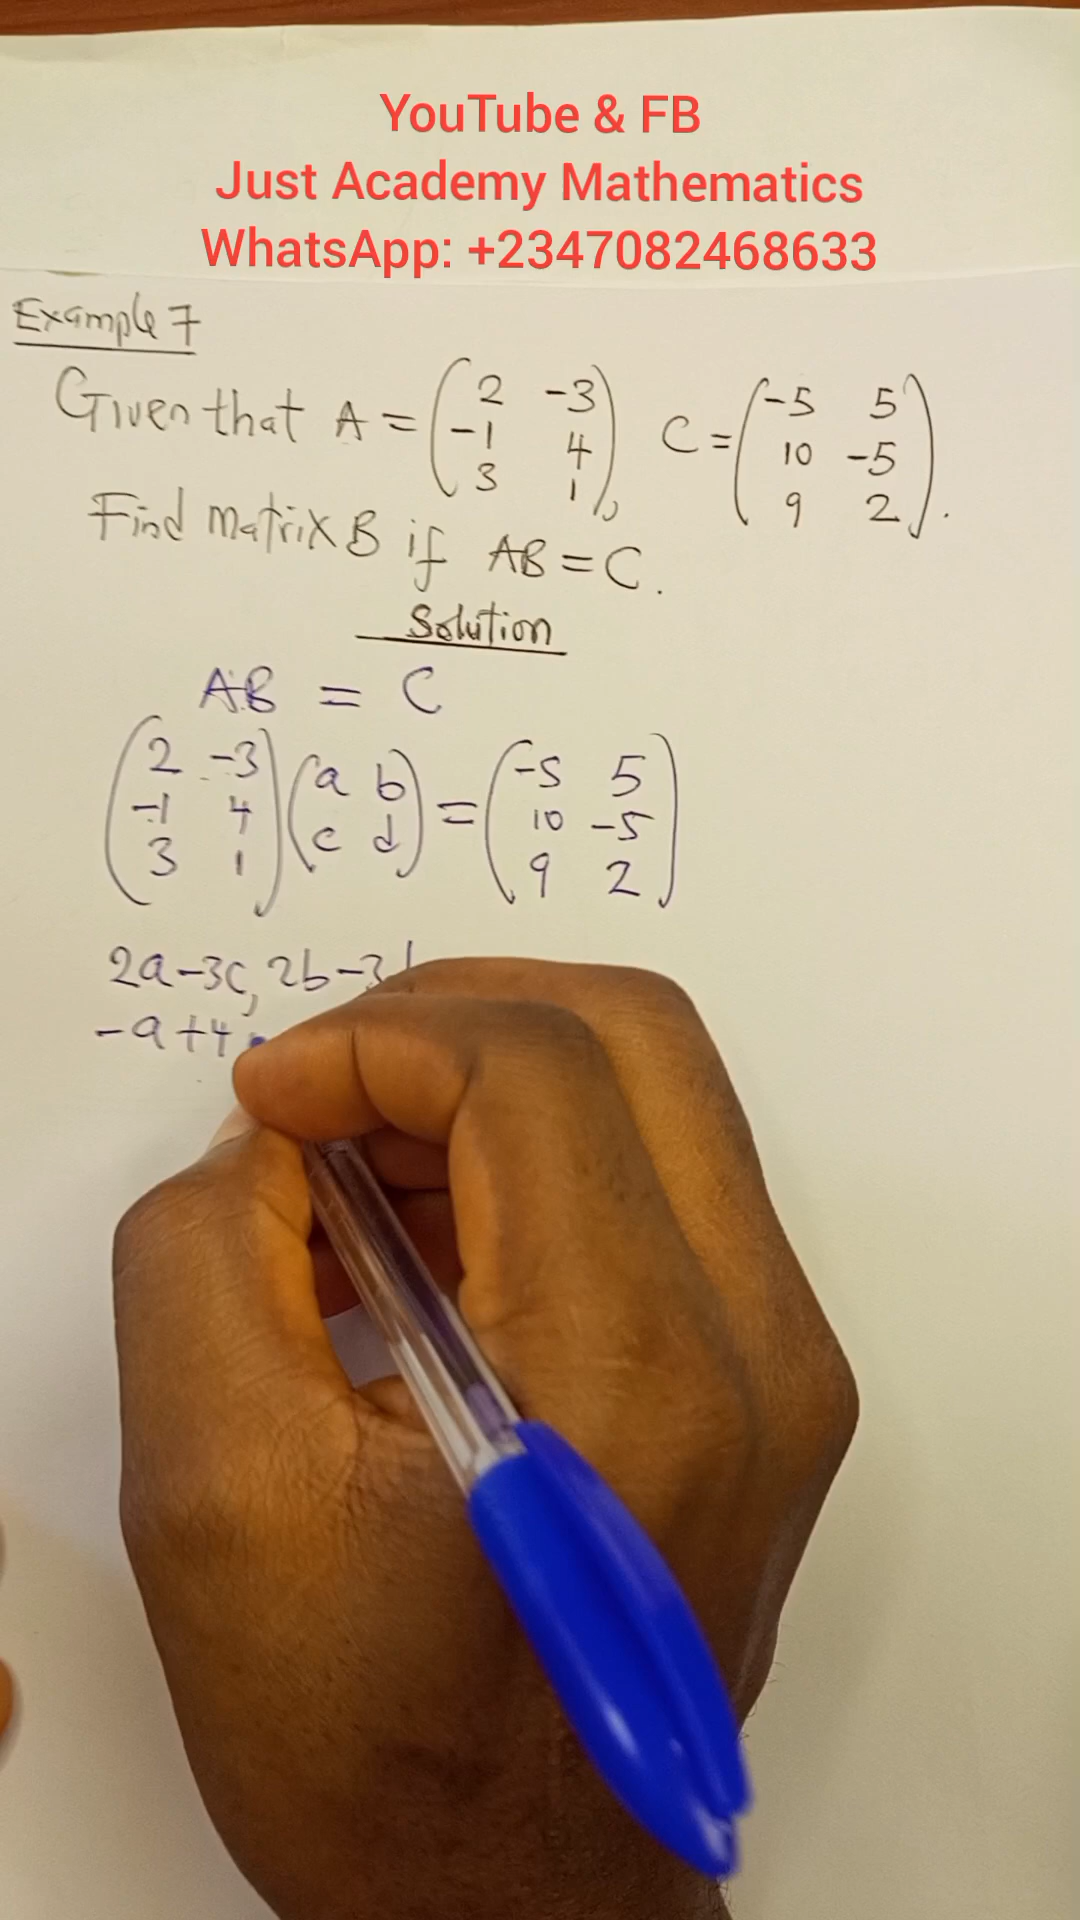 YouTube & FB
Just Academy Mathematics
WhatsApp: +2347082468633
Example 7
Given that A = (2 -3
-1 4
3 1), C = (-5 5
10 -5
9 2).
Find matrix B if AB = C.
Solution
AB = C
(2 -3
-1 4
3 1) (a b
c d) = (-5 5
10 -5
9 2)
2a-3c, 2b-3
-a+4